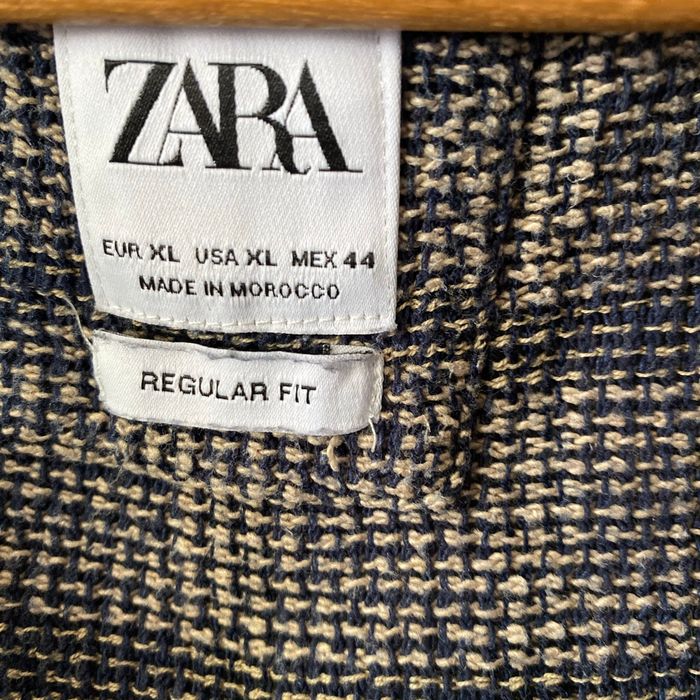 ZARA
EUR XL USA XL MEX 44
MADE IN MOROCCO
REGULAR FIT